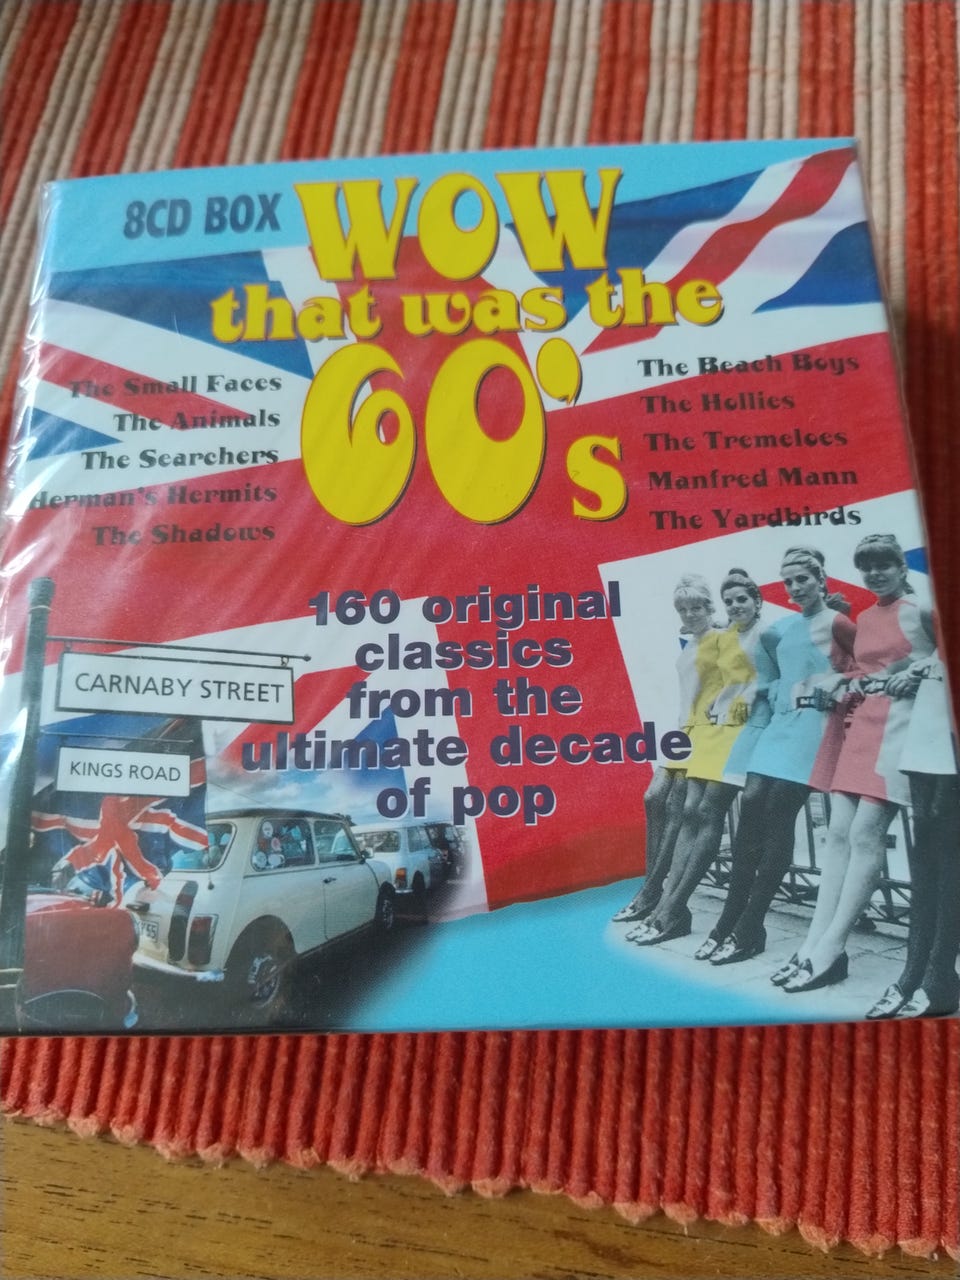 8CD BOX
WOW
that was the
60's
The Small Faces
The Animals
The Searchers
Herman's Hermits
The Shadows
The Beach Boys
The Hollies
The Tremeloes
Manfred Mann
The Yardbirds
160 original
classics
from the
ultimate decade
of pop
CARNABY STREET
KINGS ROAD